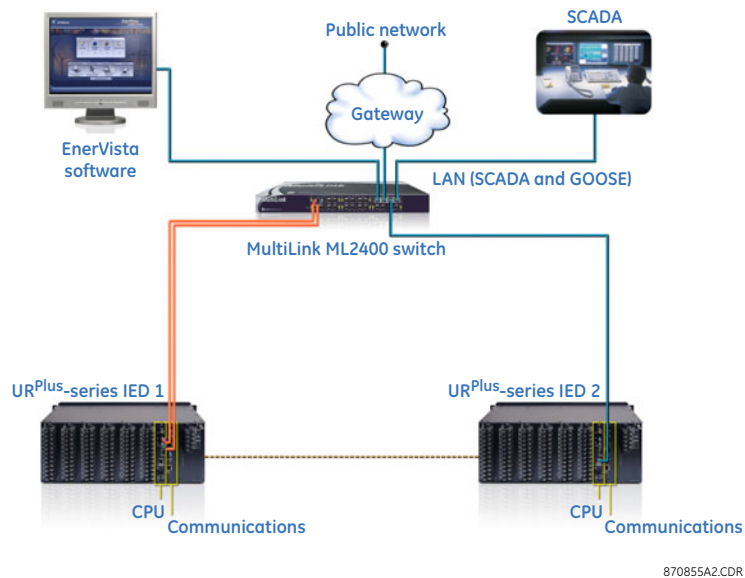 SCADA
Public network
Gateway
EnerVista
software
LAN (SCADA and GOOSE)
MultiLink
MultiLink ML2400 switch
URPlus-series IED 1
URPlus-series IED 2
CPU
Communications
CPU
Communications
870855A2.CDR